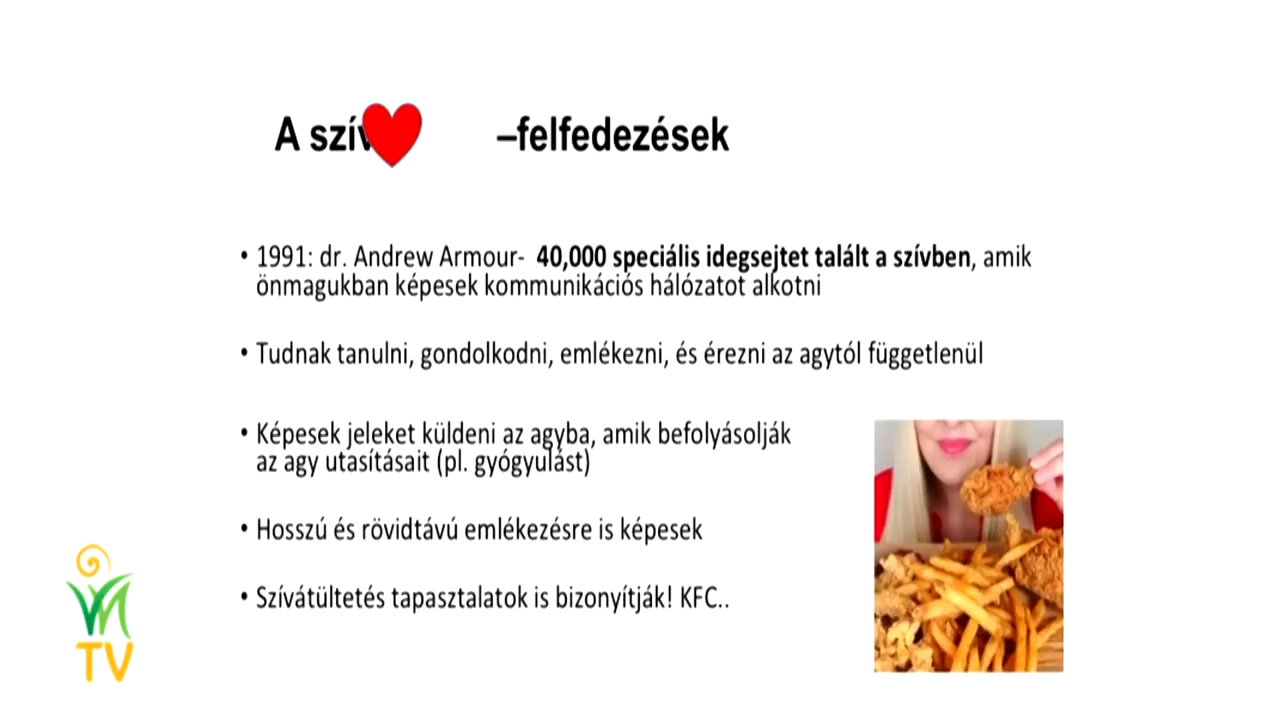 A szív –felfedezések
• 1991: dr. Andrew Armour- 40,000 speciális idegsejtet talált a szívben, amik
önmagukban képesek kommunikációs hálózatot alkotni
• Tudnak tanulni, gondolkodni, emlékezni, és érezni az agytól függetlenül
• Képesek jeleket küldeni az agyba, amik befolyásolják
az agy utasításait (pl. gyógyulást)
• Hosszú és rövidtávú emlékezésre is képesek
• Szívátültetés tapasztalatok is bizonyítják! KFC..
TV